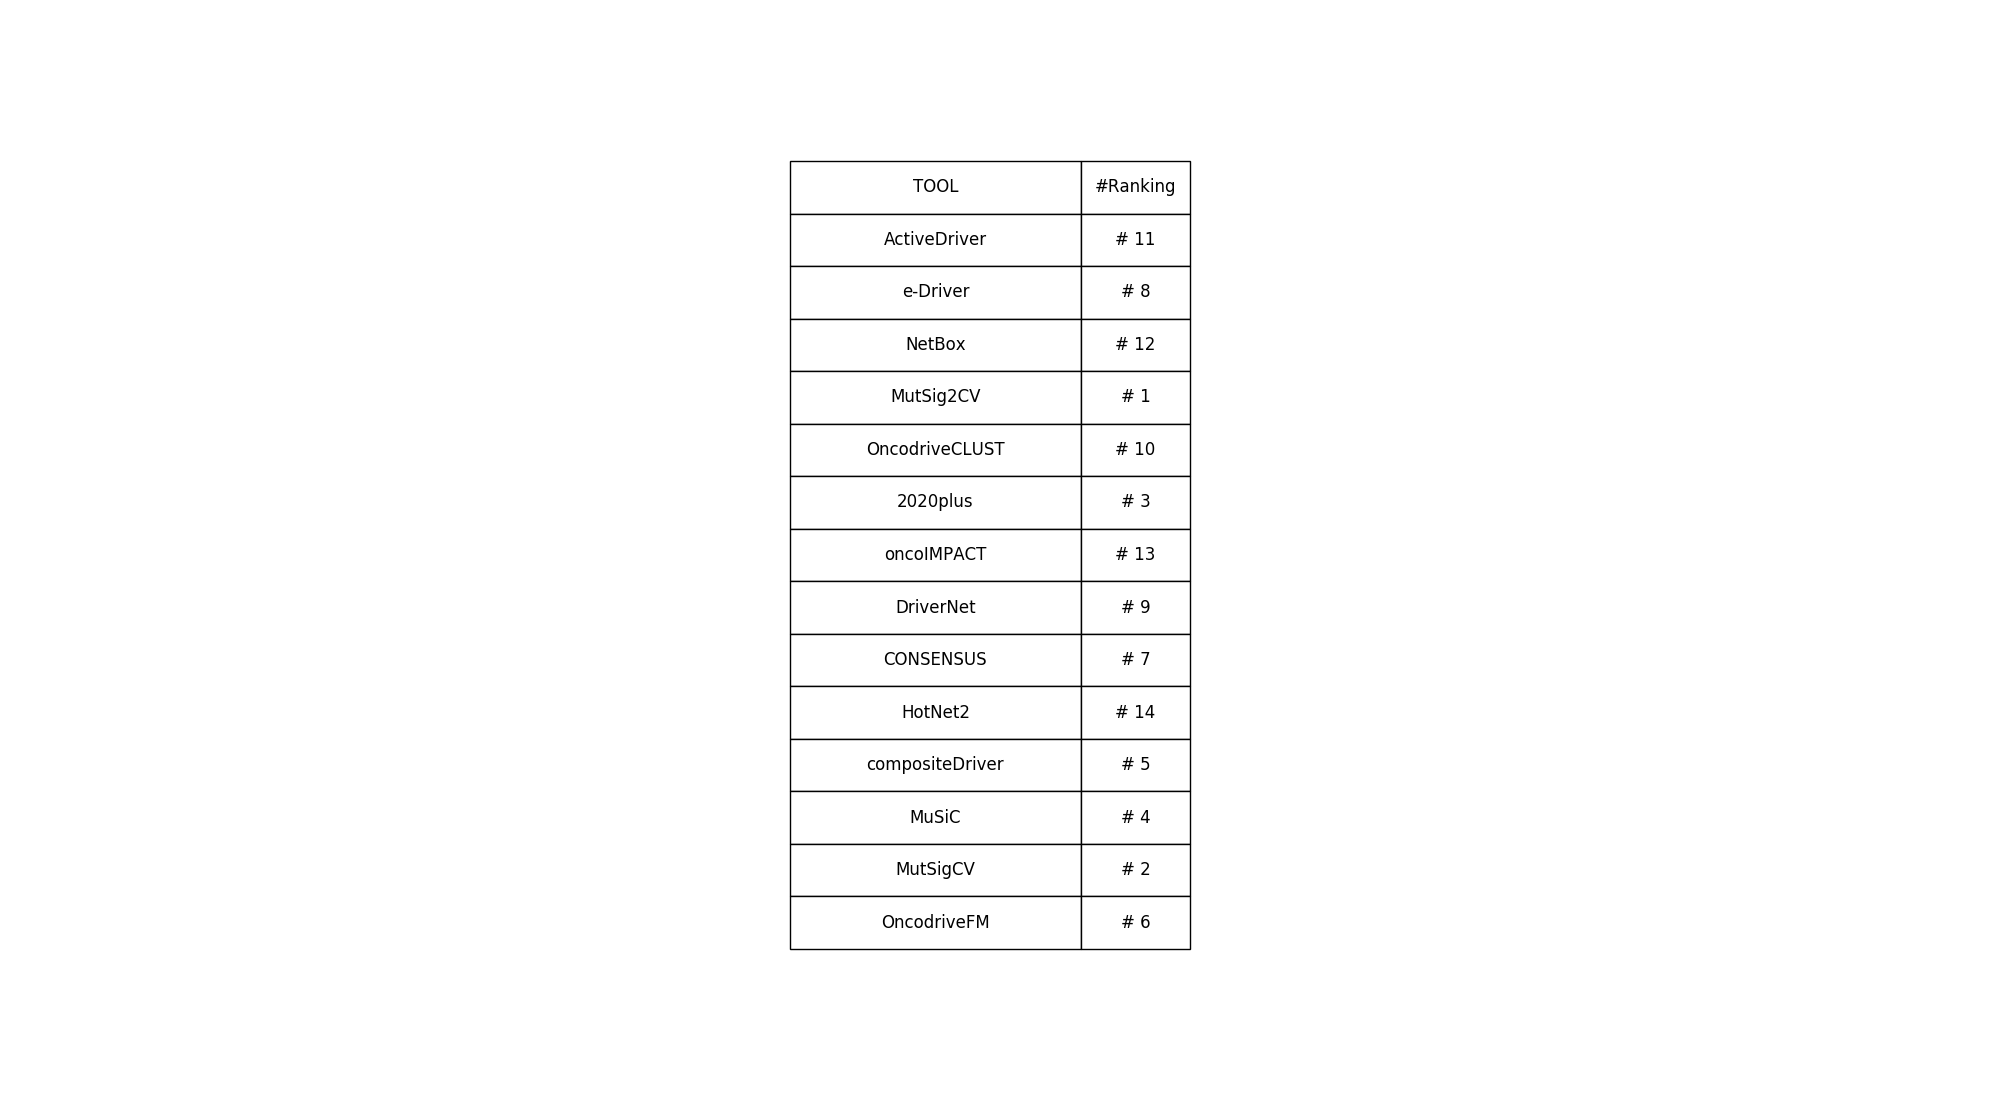 TOOL #Ranking
ActiveDriver # 11
e-Driver # 8
NetBox # 12
MutSig2CV # 1
OncodriveCLUST # 10
2020plus # 3
oncoIMPACT # 13
DriverNet # 9
CONSENSUS # 7
HotNet2 # 14
compositeDriver # 5
MuSiC # 4
MutSigCV # 2
OncodriveFM # 6